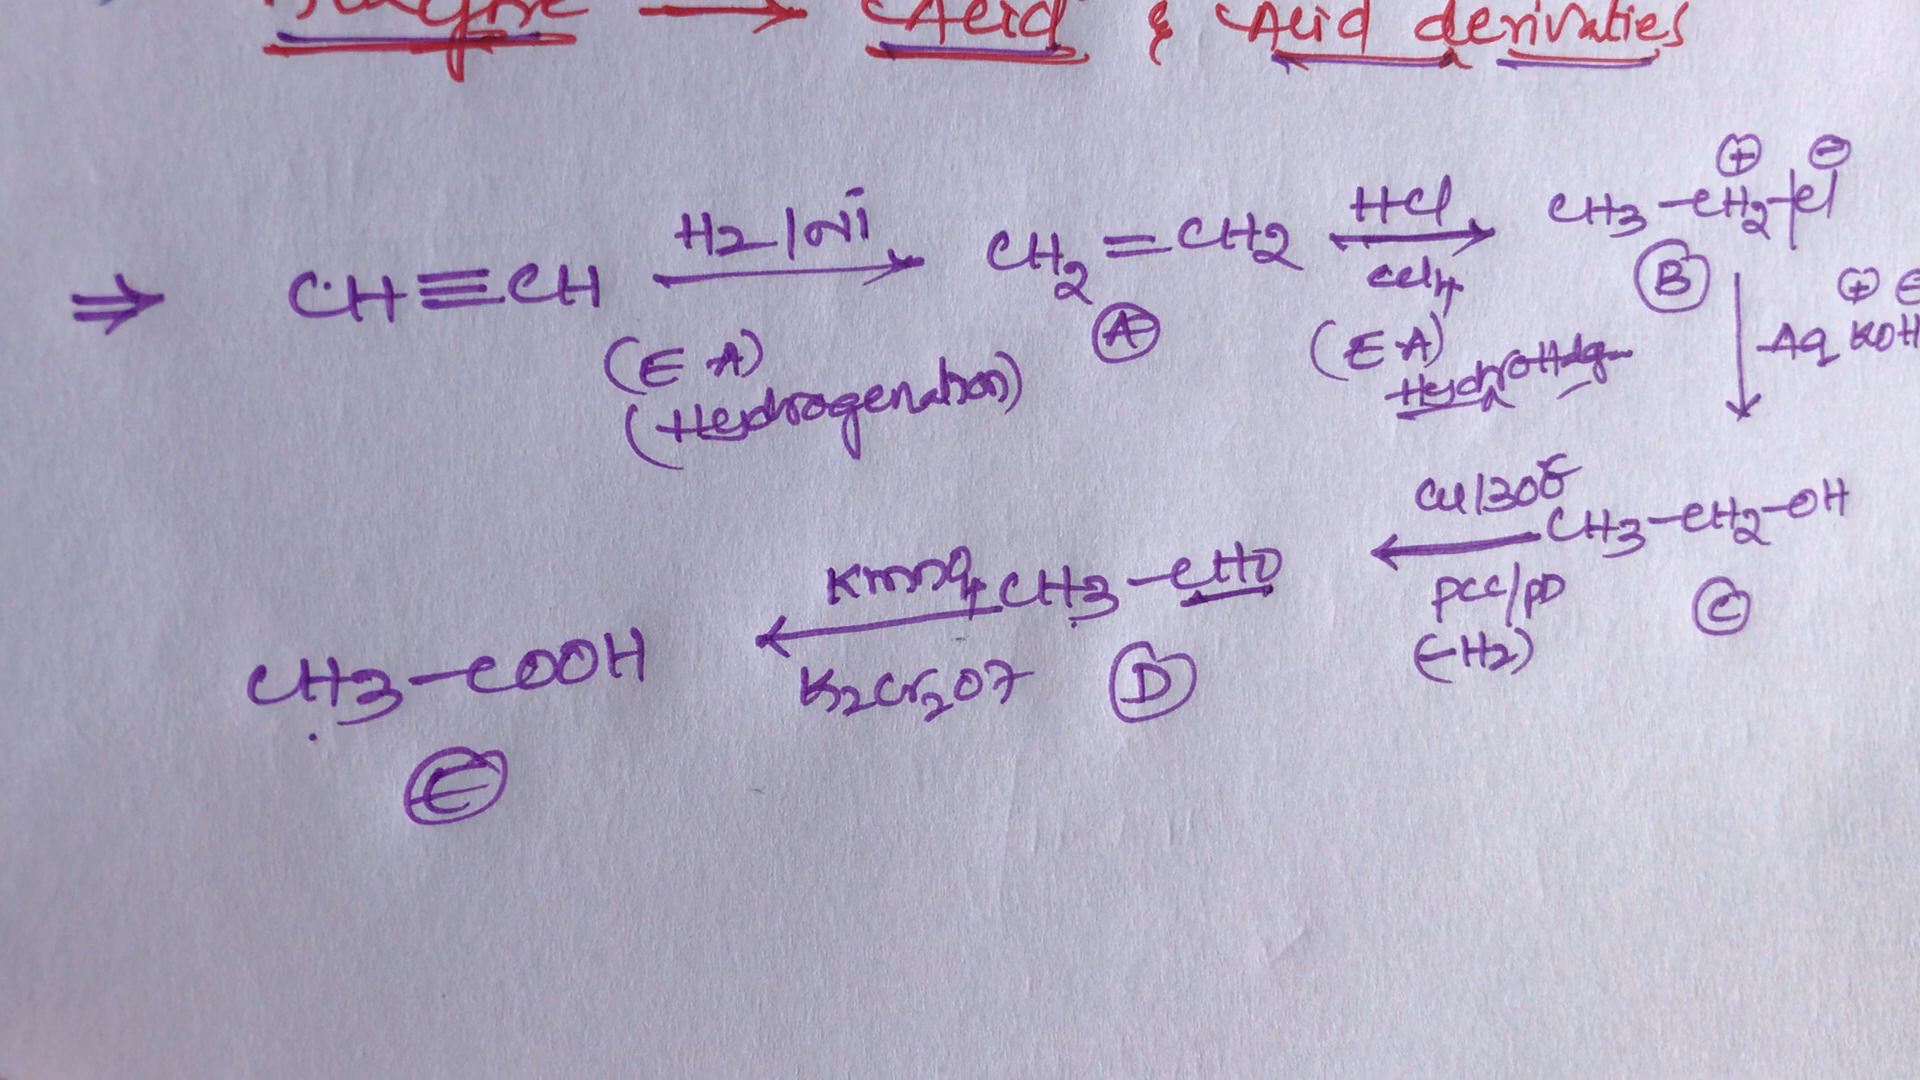 → Acid & Acid derivaties
⇒ CH≡CH H2/Ni CH2=CH2 HCl CH3-CH2-Cl
⊕ ⊖
CCl4
(E A) Ⓐ (E A) Ⓑ
(Hydrogenation)
Aq KOH
⊕ ⊖
Cu/300 CH3-CH2-OH
KMnO4 CH3-CHO PCC/PD Ⓒ
(-H2)
CH3-COOH K2Cr2O7 Ⓓ
Ⓔ